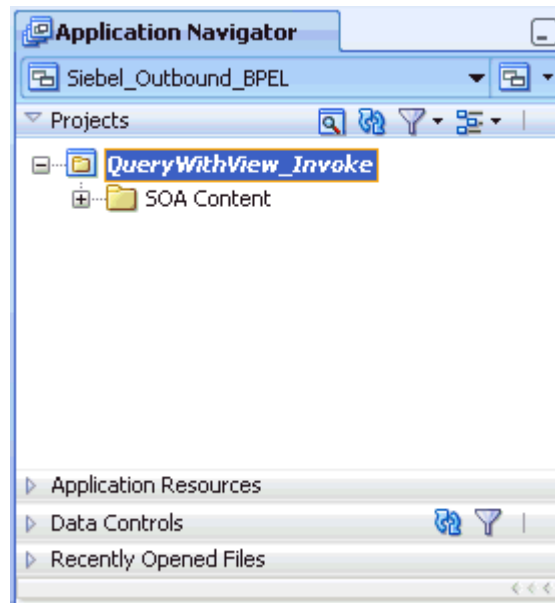 Application Navigator
Siebel_Outbound_BPEL
Projects
QueryWithView_Invoke
SOA Content
Application Resources
Data Controls
Recently Opened Files